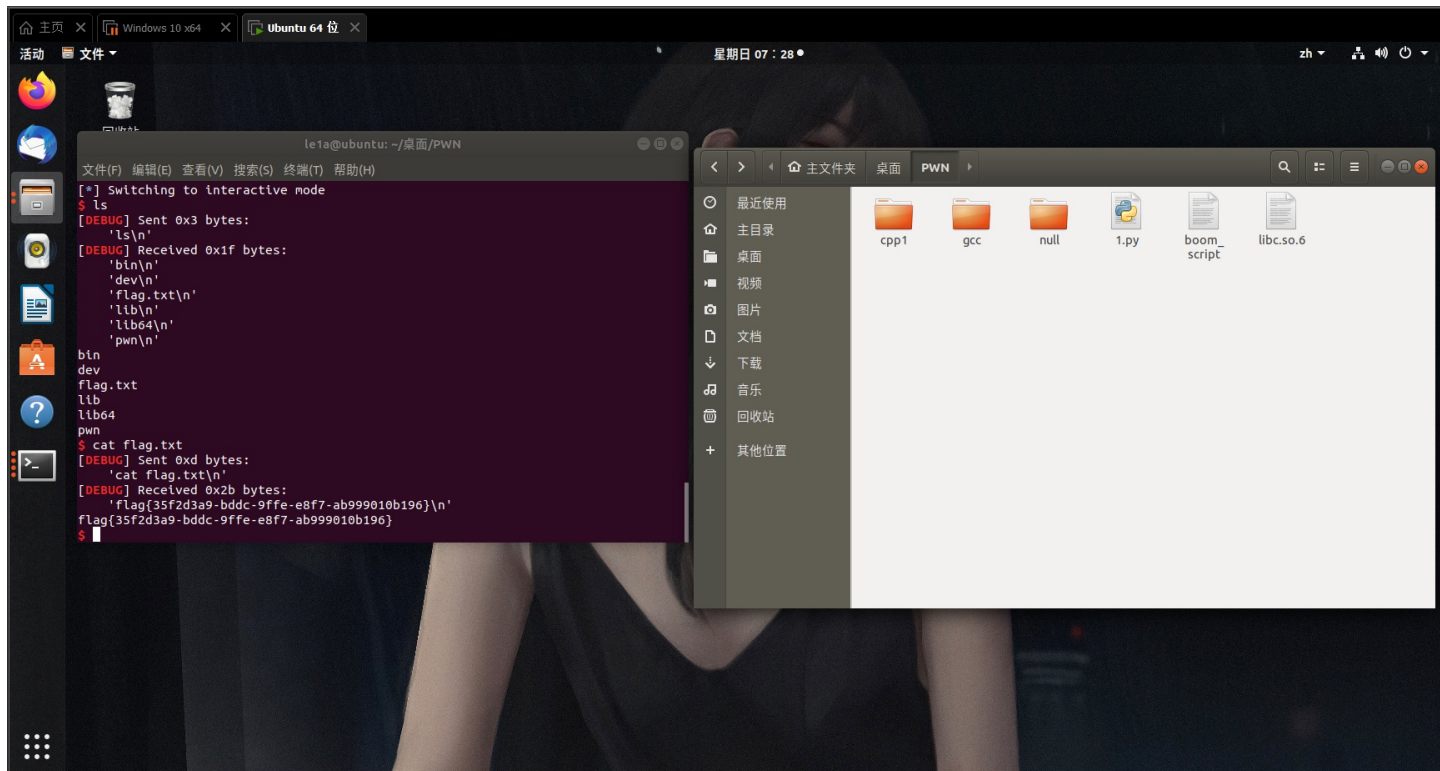 主页
Windows 10 x64
Ubuntu 64 位
活动
文件
星期日 07：28
zh
回收站
le1a@ubuntu: ~/桌面/PWN
文件(F) 编辑(E) 查看(V) 搜索(S) 终端(T) 帮助(H)
[*] Switching to interactive mode
$ ls
[DEBUG] Sent 0x3 bytes:
'ls\n'
[DEBUG] Received 0x1f bytes:
'bin\n'
'dev\n'
'flag.txt\n'
'lib\n'
'lib64\n'
'pwn\n'
bin
dev
flag.txt
lib
lib64
pwn
$ cat flag.txt
[DEBUG] Sent 0xd bytes:
'cat flag.txt\n'
[DEBUG] Received 0x2b bytes:
'flag{35f2d3a9-bddc-9ffe-e8f7-ab999010b196}\n'
flag{35f2d3a9-bddc-9ffe-e8f7-ab999010b196}
$
主文件夹 桌面 PWN
最近使用
主目录
桌面
视频
图片
文档
下载
音乐
回收站
+ 其他位置
cpp1
gcc
null
1.py
boom_
script
libc.so.6